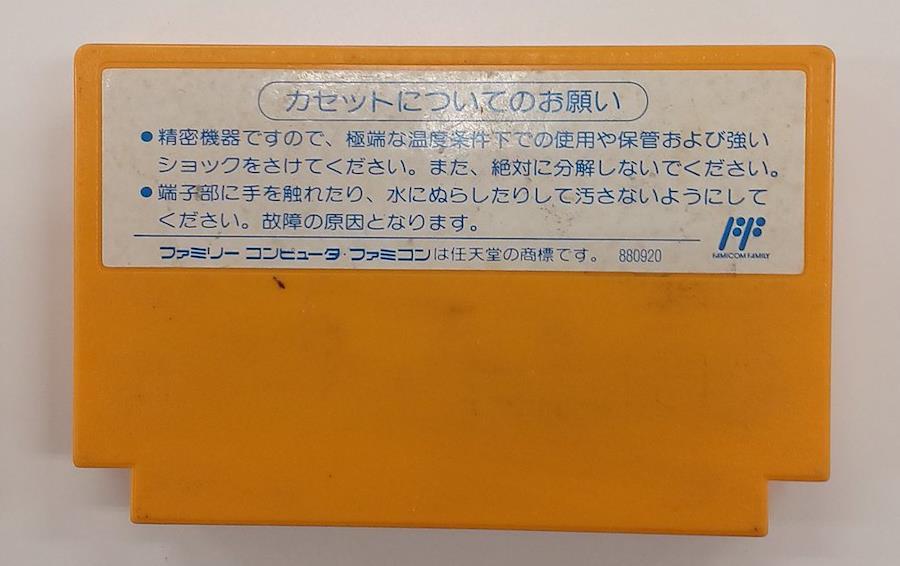 カセットについてのお願い
●精密機器ですので、極端な温度条件下での使用や保管および強い
ショックをさけてください。また、絶対に分解しないでください。
●端子部に手を触れたり、水にぬらしたりして汚さないようにして
ください。故障の原因となります。
ファミリー コンピュータ・ファミコンは任天堂の商標です。 880920
FAMICOM FAMILY